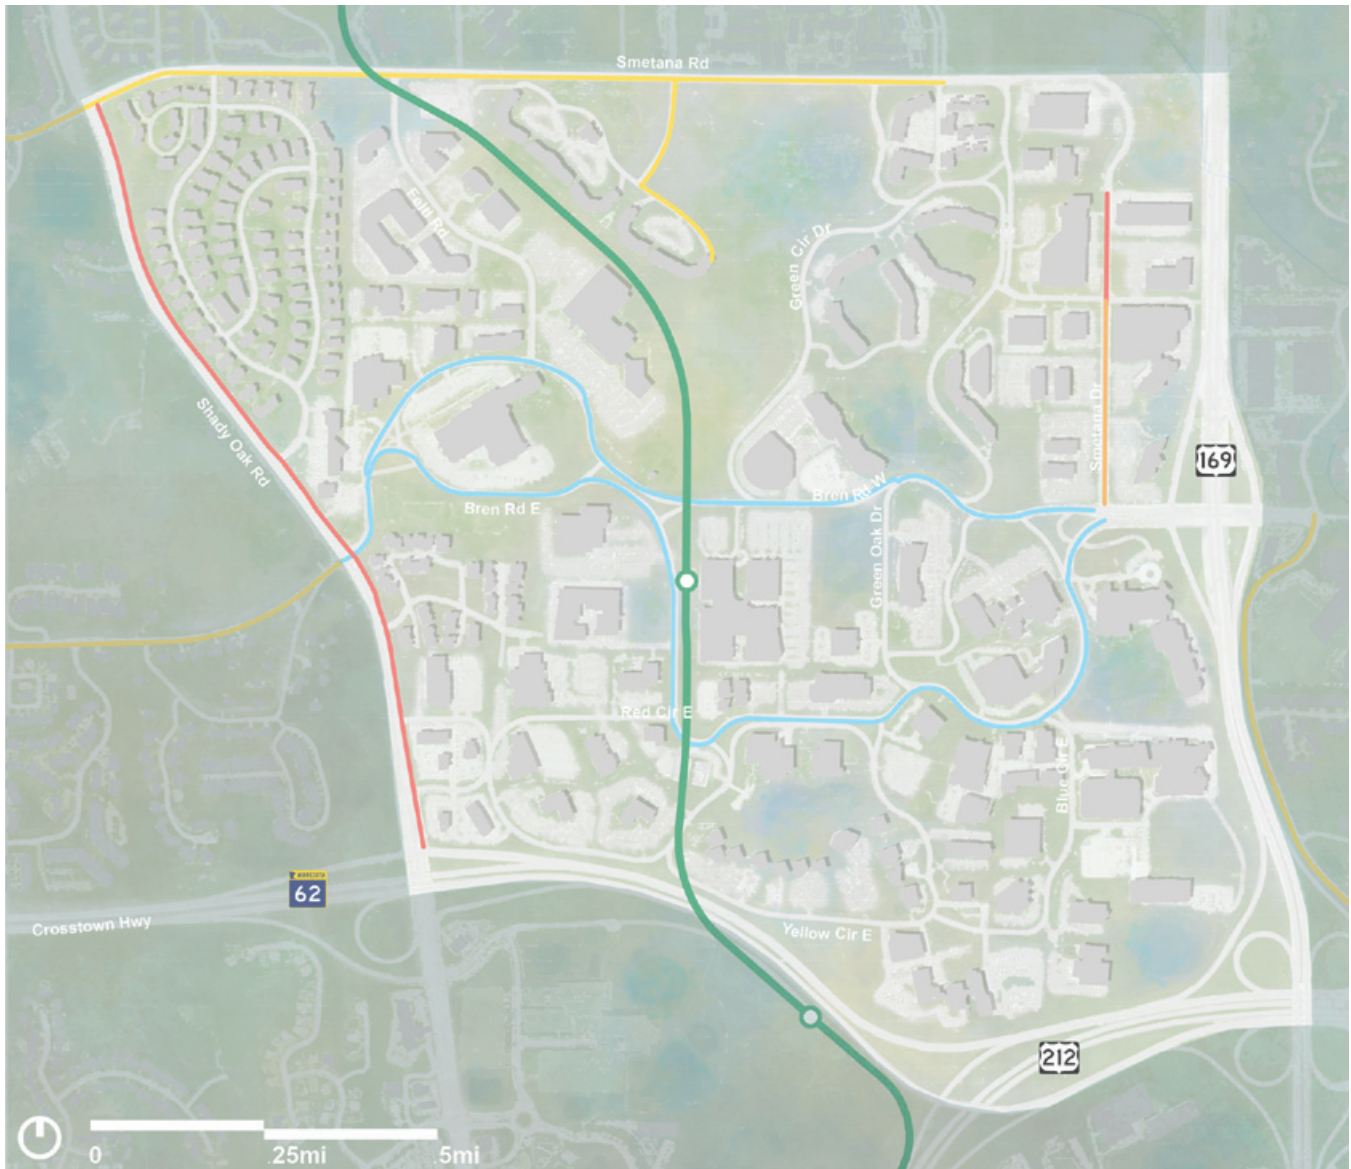 Smetana Rd
Feltl Rd
Green Cir Dr
Shady Oak Rd
Smetana Dr
169
Bren Rd W
Bren Rd E
Green Oak Dr
Red Cir E
Blue Cir E
MINNESOTA
62
Crosstown Hwy
Yellow Cir E
212
0 .25mi .5mi